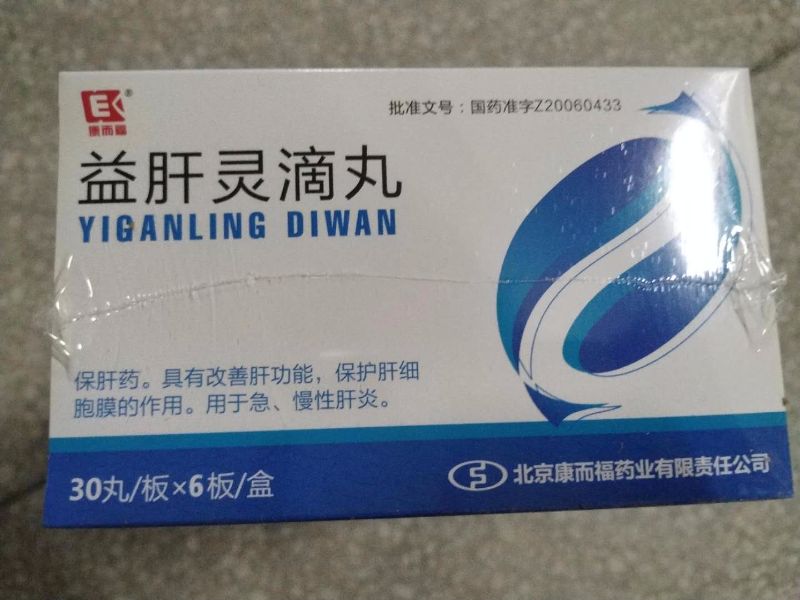 EK®
康而福
批准文号：国药准字Z20060433
益肝灵滴丸
YIGANLING DIWAN
保肝药。具有改善肝功能，保护肝细
胞膜的作用。用于急、慢性肝炎。
30丸/板×6板/盒
北京康而福药业有限责任公司